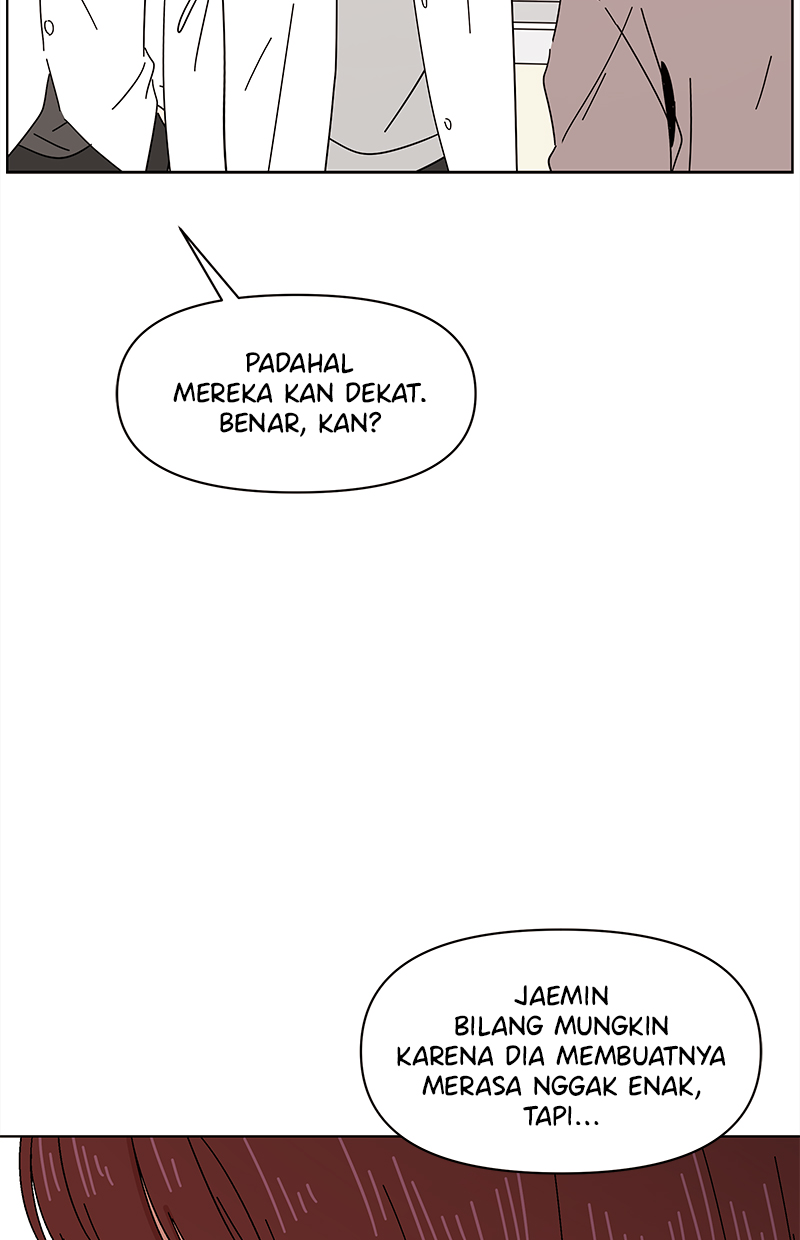 PADAHAL
MEREKA KAN DEKAT.
BENAR, KAN?
JAEMIN
BILANG MUNGKIN
KARENA DIA MEMBUATNYA
MERASA NGGAK ENAK,
TAPI...